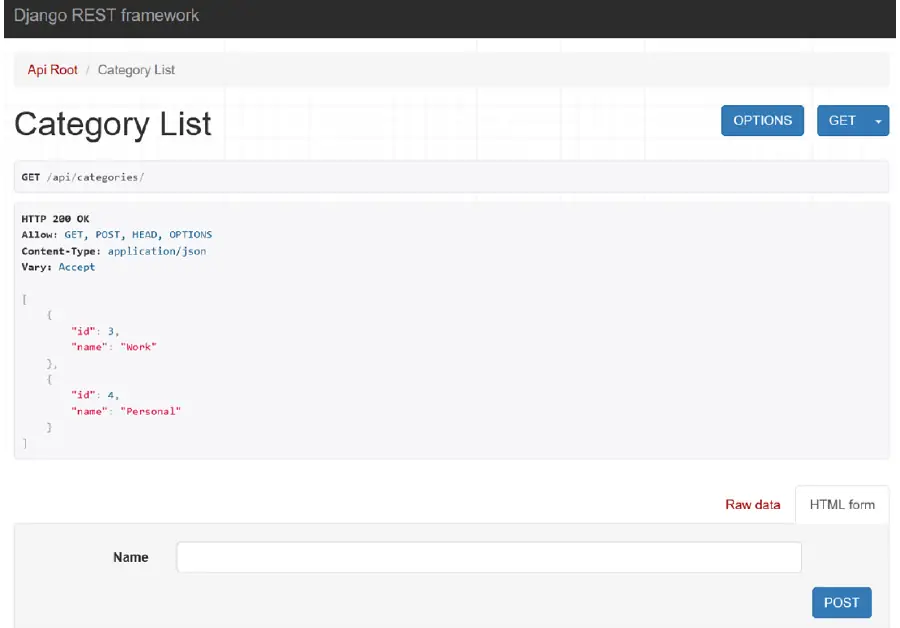 Django REST framework
Api Root / Category List
Category List
OPTIONS
GET
GET /api/categories/
HTTP 200 OK
Allow: GET, POST, HEAD, OPTIONS
Content-Type: application/json
Vary: Accept
[
    {
        "id": 3,
        "name": "Work"
    },
    {
        "id": 4,
        "name": "Personal"
    }
]
Raw data
HTML form
Name
POST